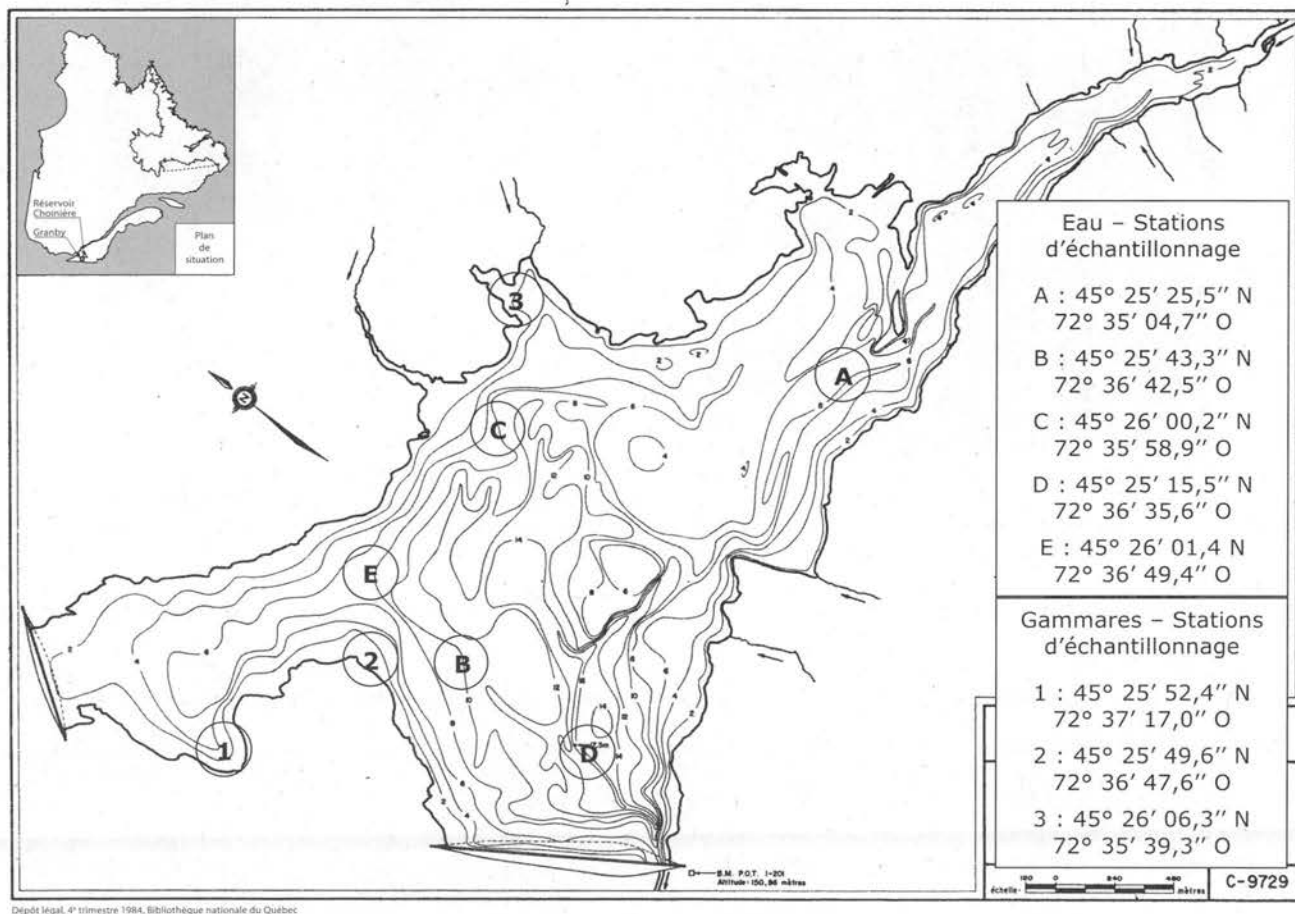 Réservoir
Choinière
Granby
Plan
de
situation
N
3
A
C
E
2
B
1
D
Eau – Stations
d'échantillonnage
A : 45° 25' 25,5'' N
72° 35' 04,7'' O
B : 45° 25' 43,3'' N
72° 36' 42,5'' O
C : 45° 26' 00,2'' N
72° 35' 58,9'' O
D : 45° 25' 15,5'' N
72° 36' 35,6'' O
E : 45° 26' 01,4 N
72° 36' 49,4'' O
Gammares – Stations
d'échantillonnage
1 : 45° 25' 52,4'' N
72° 37' 17,0'' O
2 : 45° 25' 49,6'' N
72° 36' 47,6'' O
3 : 45° 26' 06,3'' N
72° 35' 39,3'' O
B.M. P.O.T. 1-201
Altitude-150,96 mètres
échelle
mètres
C-9729
Dépôt légal, 4e trimestre 1984, Bibliothèque nationale du Québec